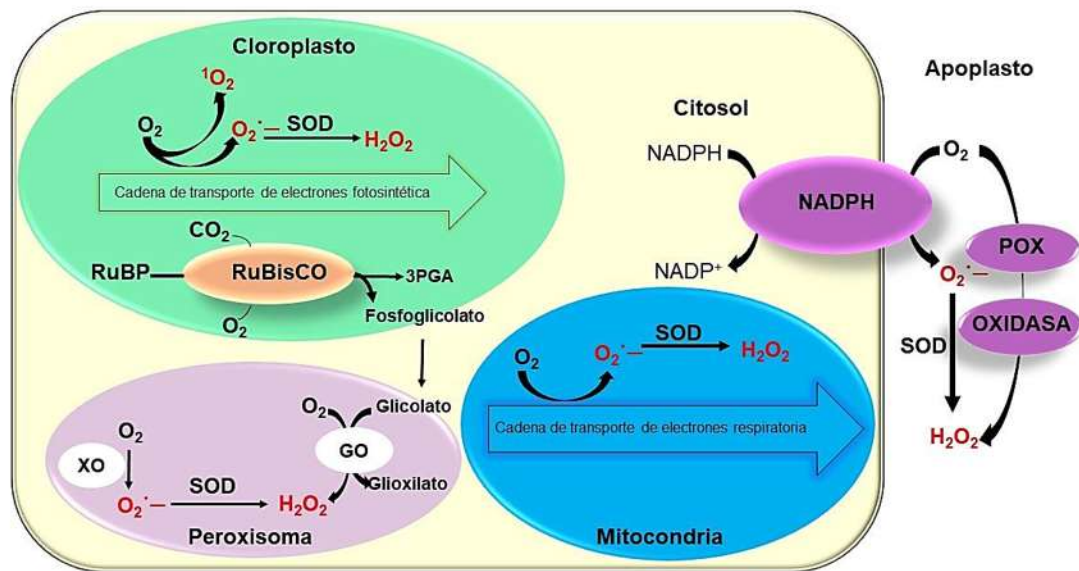 Cloroplasto
¹O₂
O₂
O₂·–
SOD
H₂O₂
Cadena de transporte de electrones fotosintética
CO₂
RuBP
RuBisCO
3PGA
O₂
Fosfoglicolato
Citosol
NADPH
NADPH
NADP⁺
Apoplasto
O₂
POX
O₂·–
OXIDASA
SOD
H₂O₂
O₂
Glicolato
O₂
XO
GO
Glioxilato
O₂·–
SOD
H₂O₂
Peroxisoma
O₂
O₂·–
SOD
H₂O₂
Cadena de transporte de electrones respiratoria
Mitocondria